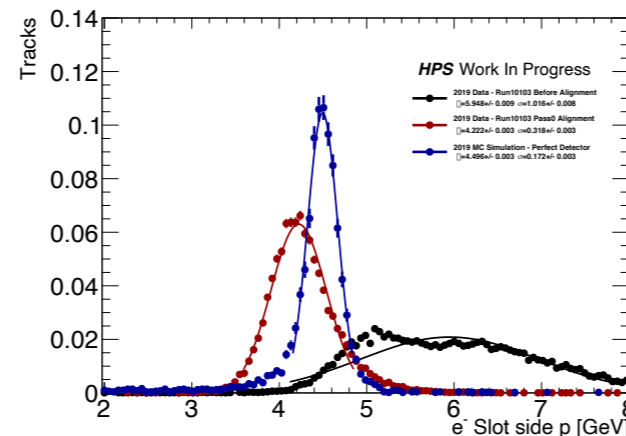 0.14
Tracks
0.12
0.1
0.08
0.06
0.04
0.02
0
HPS Work In Progress
2019 Data - Run10103 Before Alignment
=5.948+/- 0.009 σ=1.016+/- 0.008
2019 Data - Run10103 Pass0 Alignment
=4.222+/- 0.003 σ=0.318+/- 0.003
2019 MC Simulation - Perfect Detector
=4.496+/- 0.003 σ=0.172+/- 0.003
2 3 4 5 6 7 8
e⁻ Slot side p [GeV]